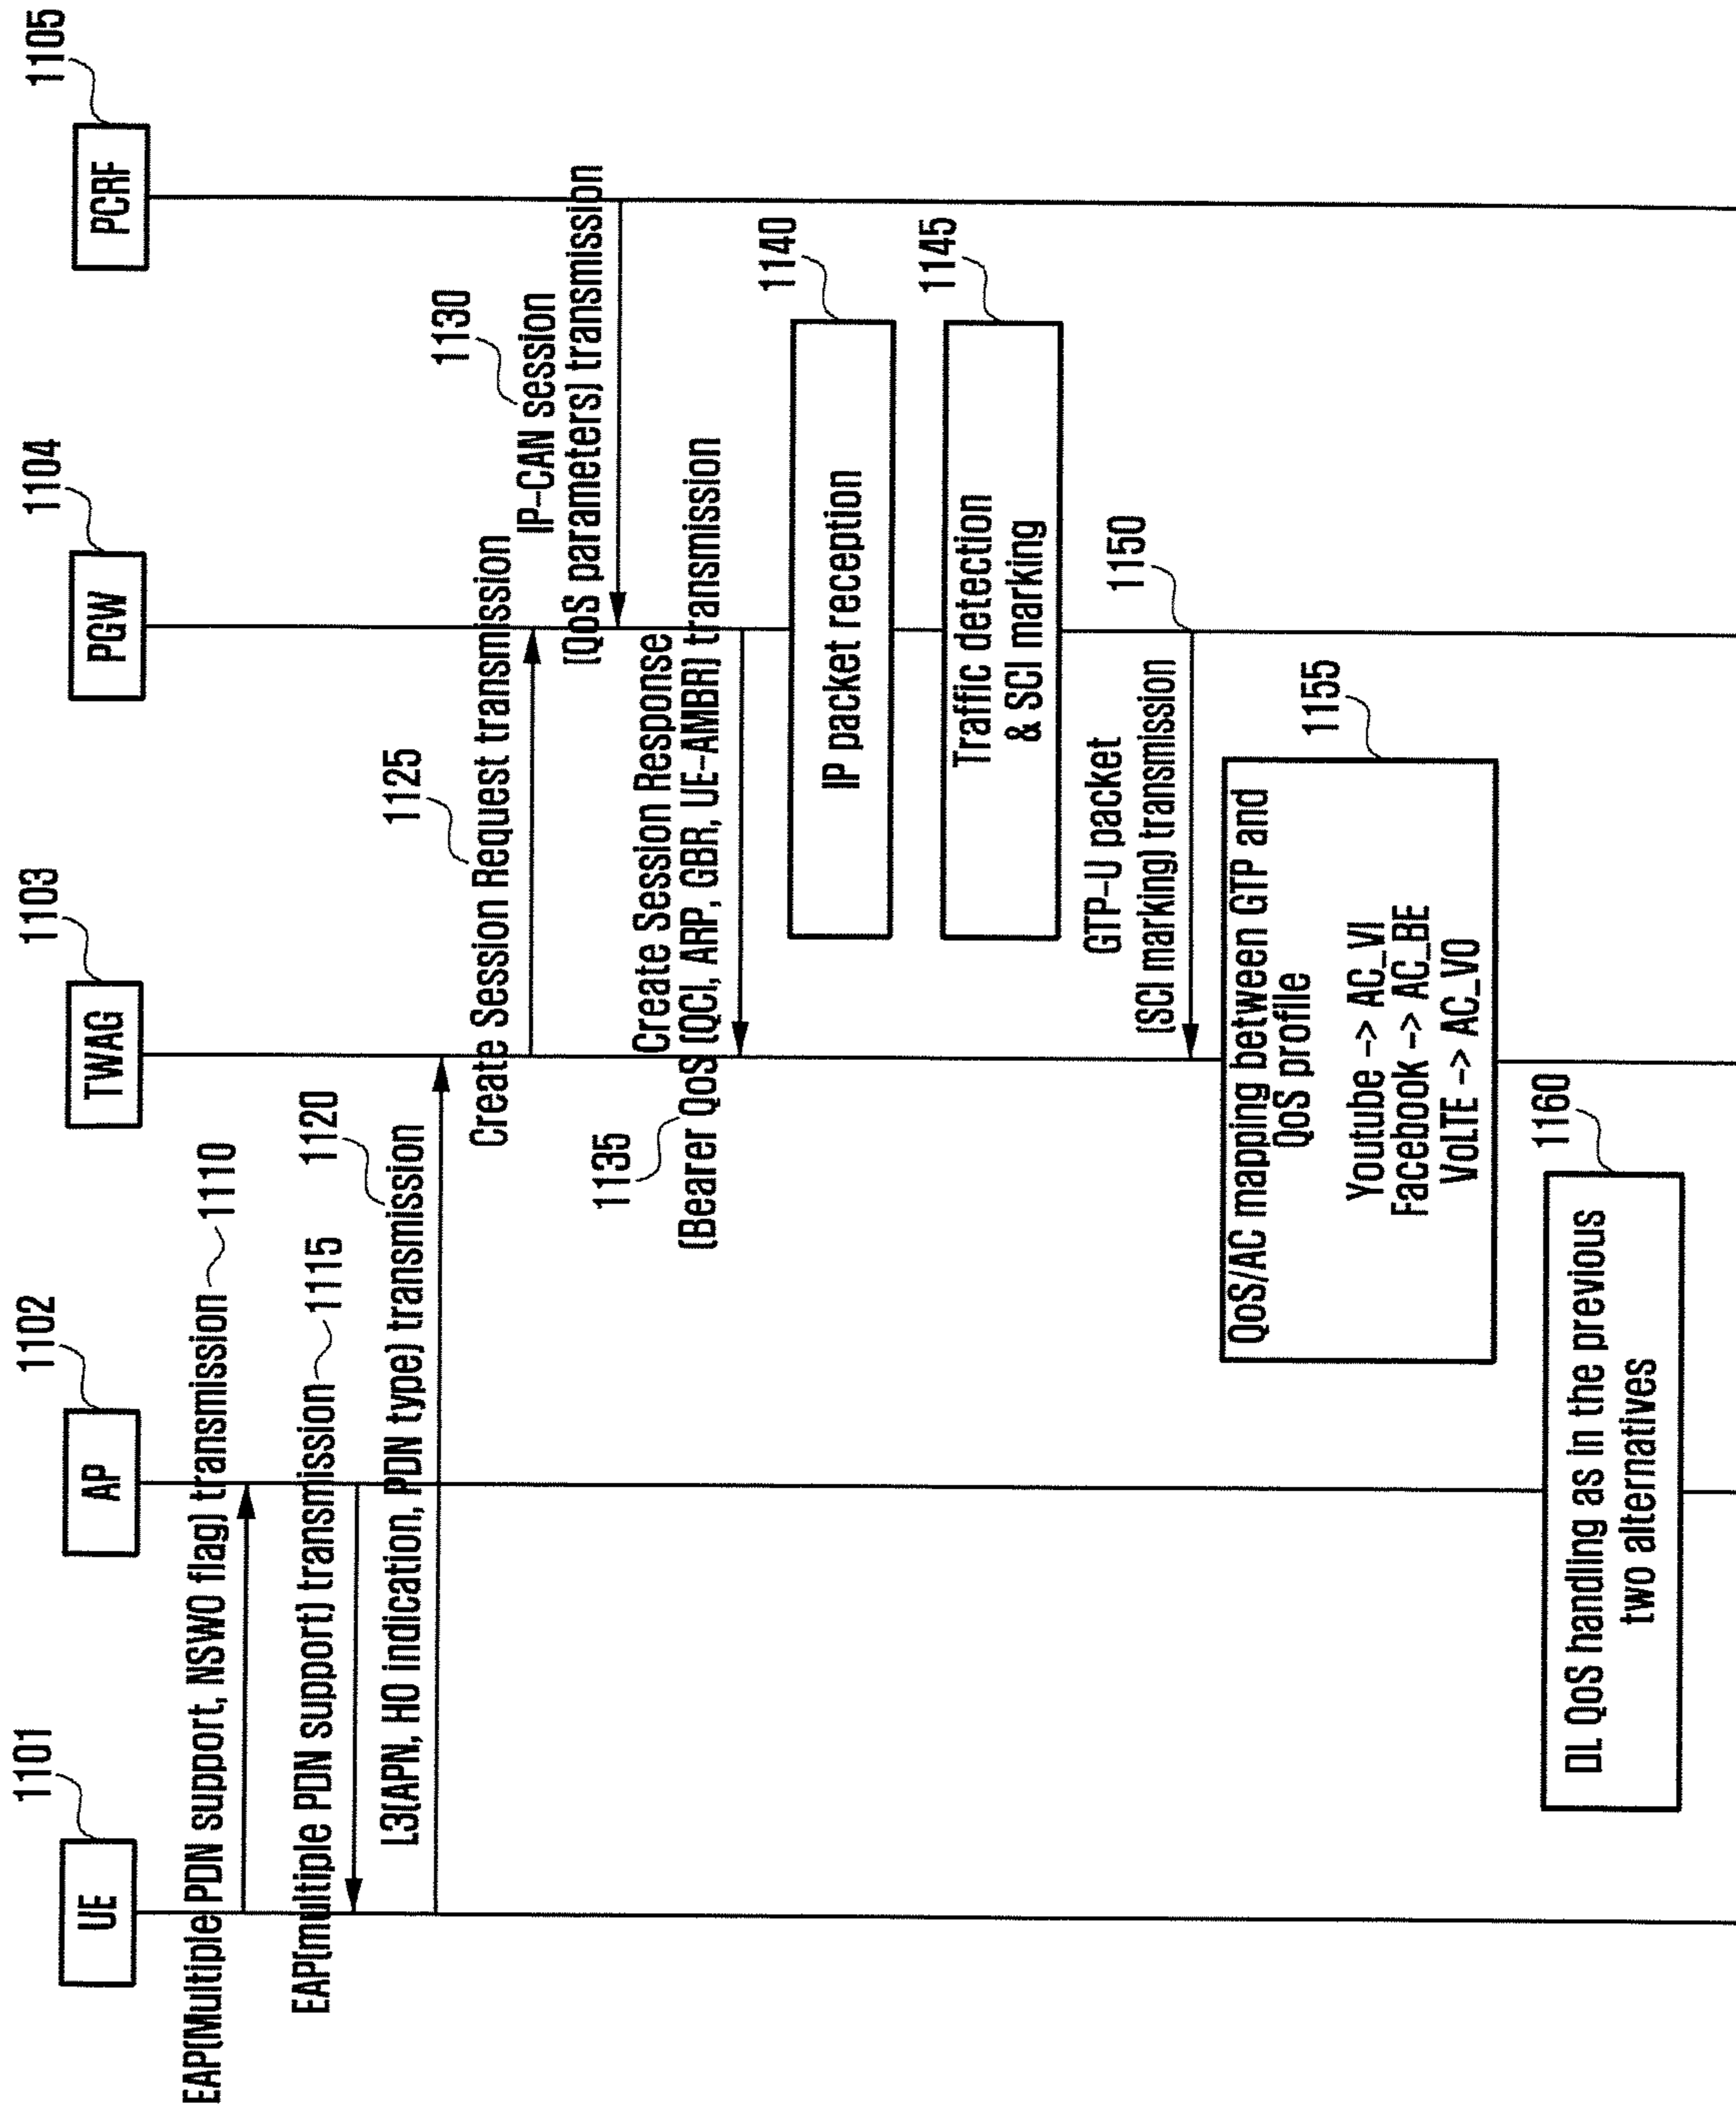 1101
1102
1103
1104
1105
UE
AP
TWAG
PGW
PCRF
EAP(Multiple PDN support, NSWO flag) transmission
1110
EAP(multiple PDN support) transmission
1115
L3(APN, HO indication, PDN type) transmission
1120
1125
Create Session Request transmission
1130
IP-CAN session
(QoS parameters) transmission
Create Session Response
1135
(Bearer QoS (QCI, ARP, GBR, UE-AMBR) transmission
1140
IP packet reception
1145
Traffic detection
& SCI marking
GTP-U packet
(SCI marking) transmission
1150
1155
QoS/AC mapping between GTP and
QoS profile
Youtube -> AC_VI
Facebook -> AC_BE
VoLTE -> AC_VO
1160
DL QoS handling as in the previous
two alternatives